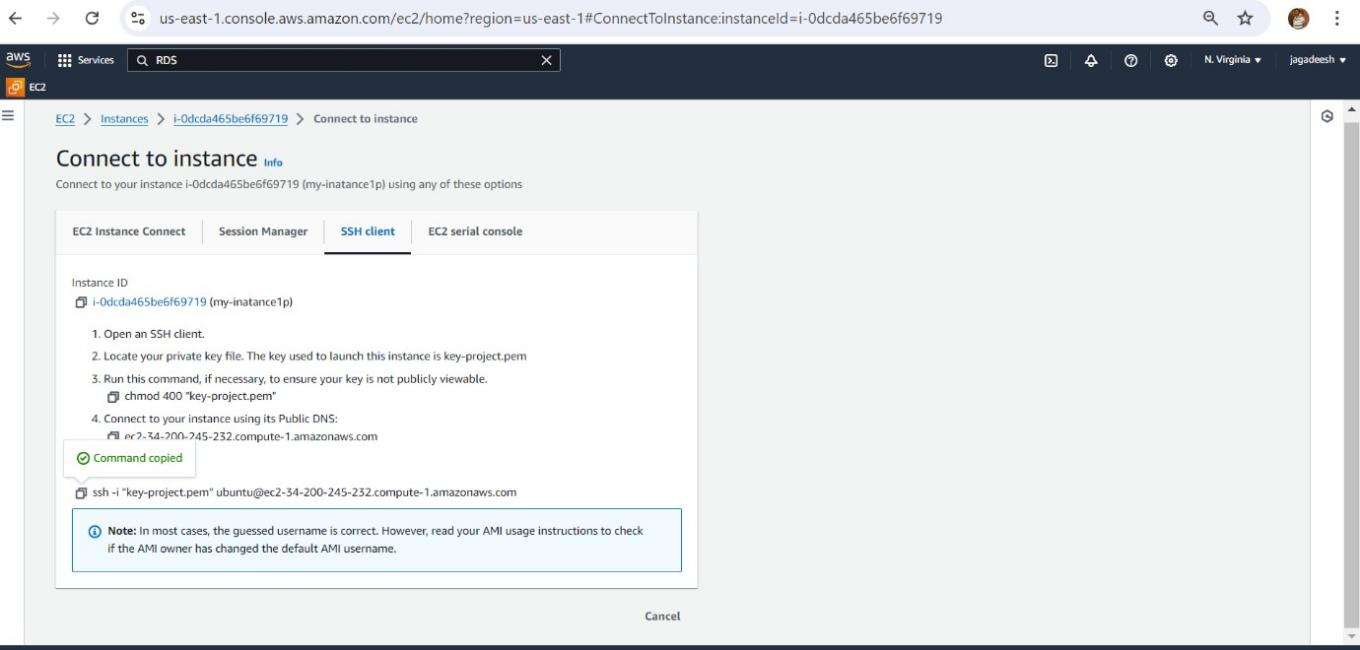 us-east-1.console.aws.amazon.com/ec2/home?region=us-east-1#ConnectToInstance:instanceId=i-0dcda465be6f69719
aws Services RDS N. Virginia jagadeesh
EC2
EC2 > Instances > i-0dcda465be6f69719 > Connect to instance
Connect to instance Info
Connect to your instance i-0dcda465be6f69719 (my-inatance1p) using any of these options
EC2 Instance Connect Session Manager SSH client EC2 serial console
Instance ID
i-0dcda465be6f69719 (my-inatance1p)
1. Open an SSH client.
2. Locate your private key file. The key used to launch this instance is key-project.pem
3. Run this command, if necessary, to ensure your key is not publicly viewable.
chmod 400 "key-project.pem"
4. Connect to your instance using its Public DNS:
ec2-34-200-245-232.compute-1.amazonaws.com
Command copied
ssh -i "key-project.pem" ubuntu@ec2-34-200-245-232.compute-1.amazonaws.com
Note: In most cases, the guessed username is correct. However, read your AMI usage instructions to check
if the AMI owner has changed the default AMI username.
Cancel